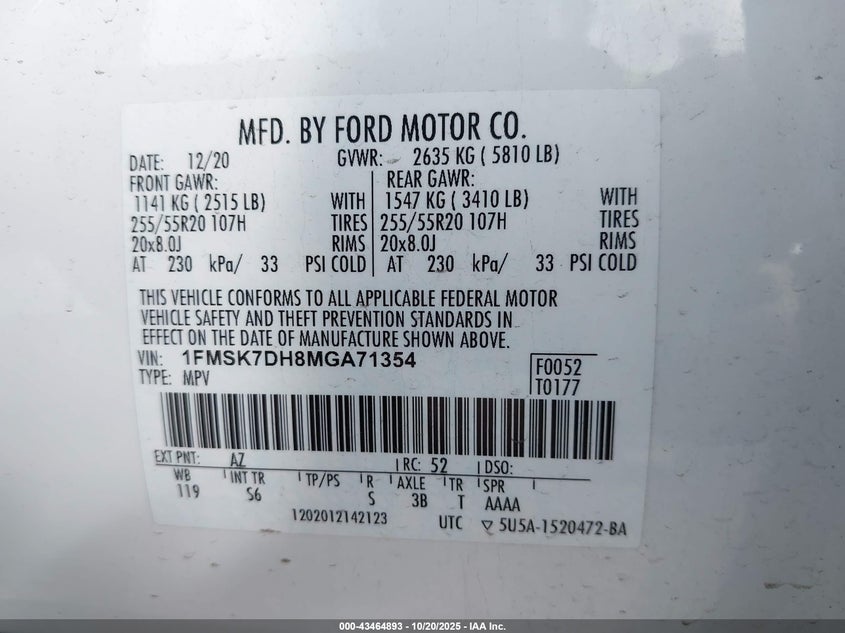 MFD. BY FORD MOTOR CO.
DATE: 12/20 GVWR: 2635 KG ( 5810 LB)
FRONT GAWR: REAR GAWR:
1141 KG ( 2515 LB) WITH 1547 KG ( 3410 LB) WITH
255/55R20 107H TIRES 255/55R20 107H TIRES
20x8.0J RIMS 20x8.0J RIMS
AT 230 kPa/ 33 PSI COLD AT 230 kPa/ 33 PSI COLD
THIS VEHICLE CONFORMS TO ALL APPLICABLE FEDERAL MOTOR
VEHICLE SAFETY AND THEFT PREVENTION STANDARDS IN
EFFECT ON THE DATE OF MANUFACTURE SHOWN ABOVE.
VIN: 1FMSK7DH8MGA71354 F0052
TYPE: MPV T0177
EXT PNT: AZ RC: 52 DSO:
WB INT TR TP/PS R AXLE TR SPR
119 S6 S 3B T AAAA
1202012142123 UTC ▽ 5U5A-1520472-BA
000-43464893 | 10/20/2025 - IAA Inc.